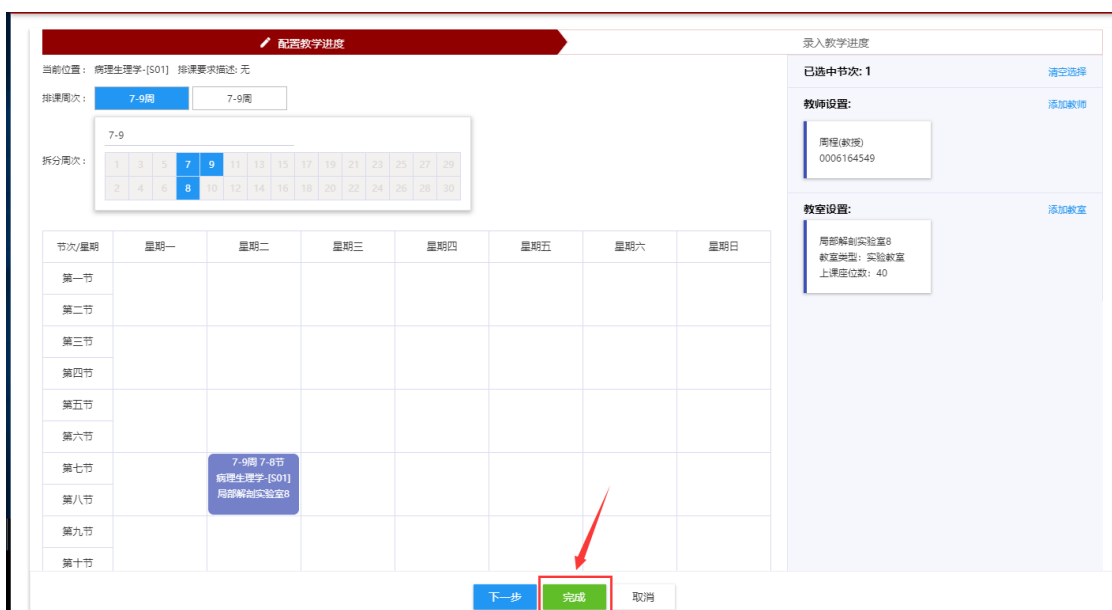 配置教学进度
录入教学进度
当前位置： 病理生理学-[S01] 排课要求描述: 无
排课周次： 7-9周 7-9周
拆分周次：
7-9
1 3 5 7 9 11 13 15 17 19 21 23 25 27 29
2 4 6 8 10 12 14 16 18 20 22 24 26 28 30
节次/星期 星期一 星期二 星期三 星期四 星期五 星期六 星期日
第一节
第二节
第三节
第四节
第五节
第六节
第七节
第八节
第九节
第十节
7-9周 7-8节
病理生理学-[S01]
局部解剖实验室8
已选中节次: 1 清空选择
教师设置: 添加教师
周程(教授)
0006164549
教室设置: 添加教室
局部解剖实验室8
教室类型：实验教室
上课座位数：40
下一步 完成 取消